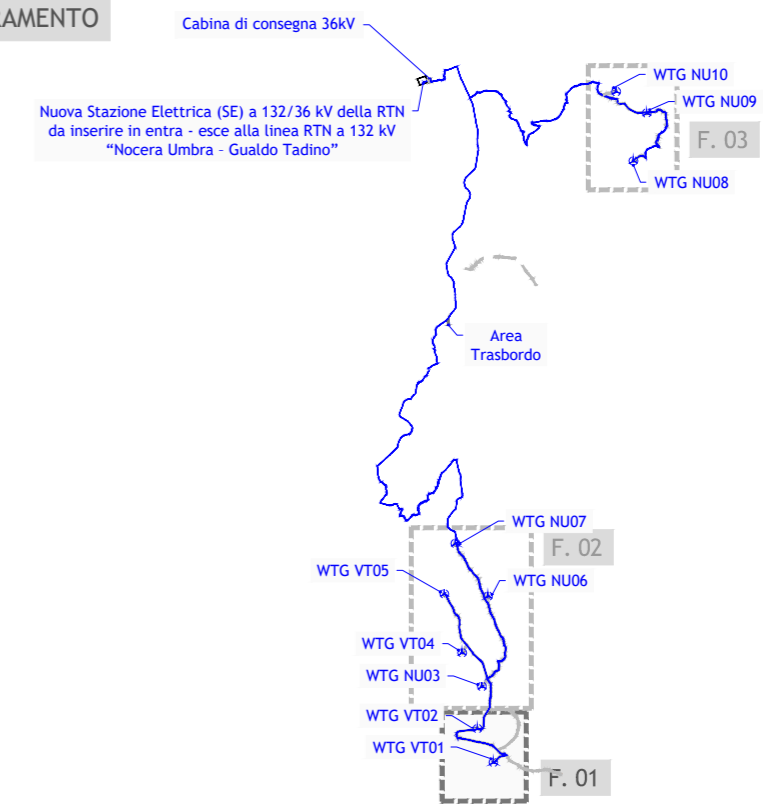 Cabina di consegna 36kV
WTG NU10
WTG NU09
Nuova Stazione Elettrica (SE) a 132/36 kV della RTN
da inserire in entra - esce alla linea RTN a 132 kV
“Nocera Umbra - Gualdo Tadino”
F. 03
WTG NU08
Area
Trasbordo
WTG NU07
F. 02
WTG VT05
WTG NU06
WTG VT04
WTG NU03
WTG VT02
WTG VT01
F. 01